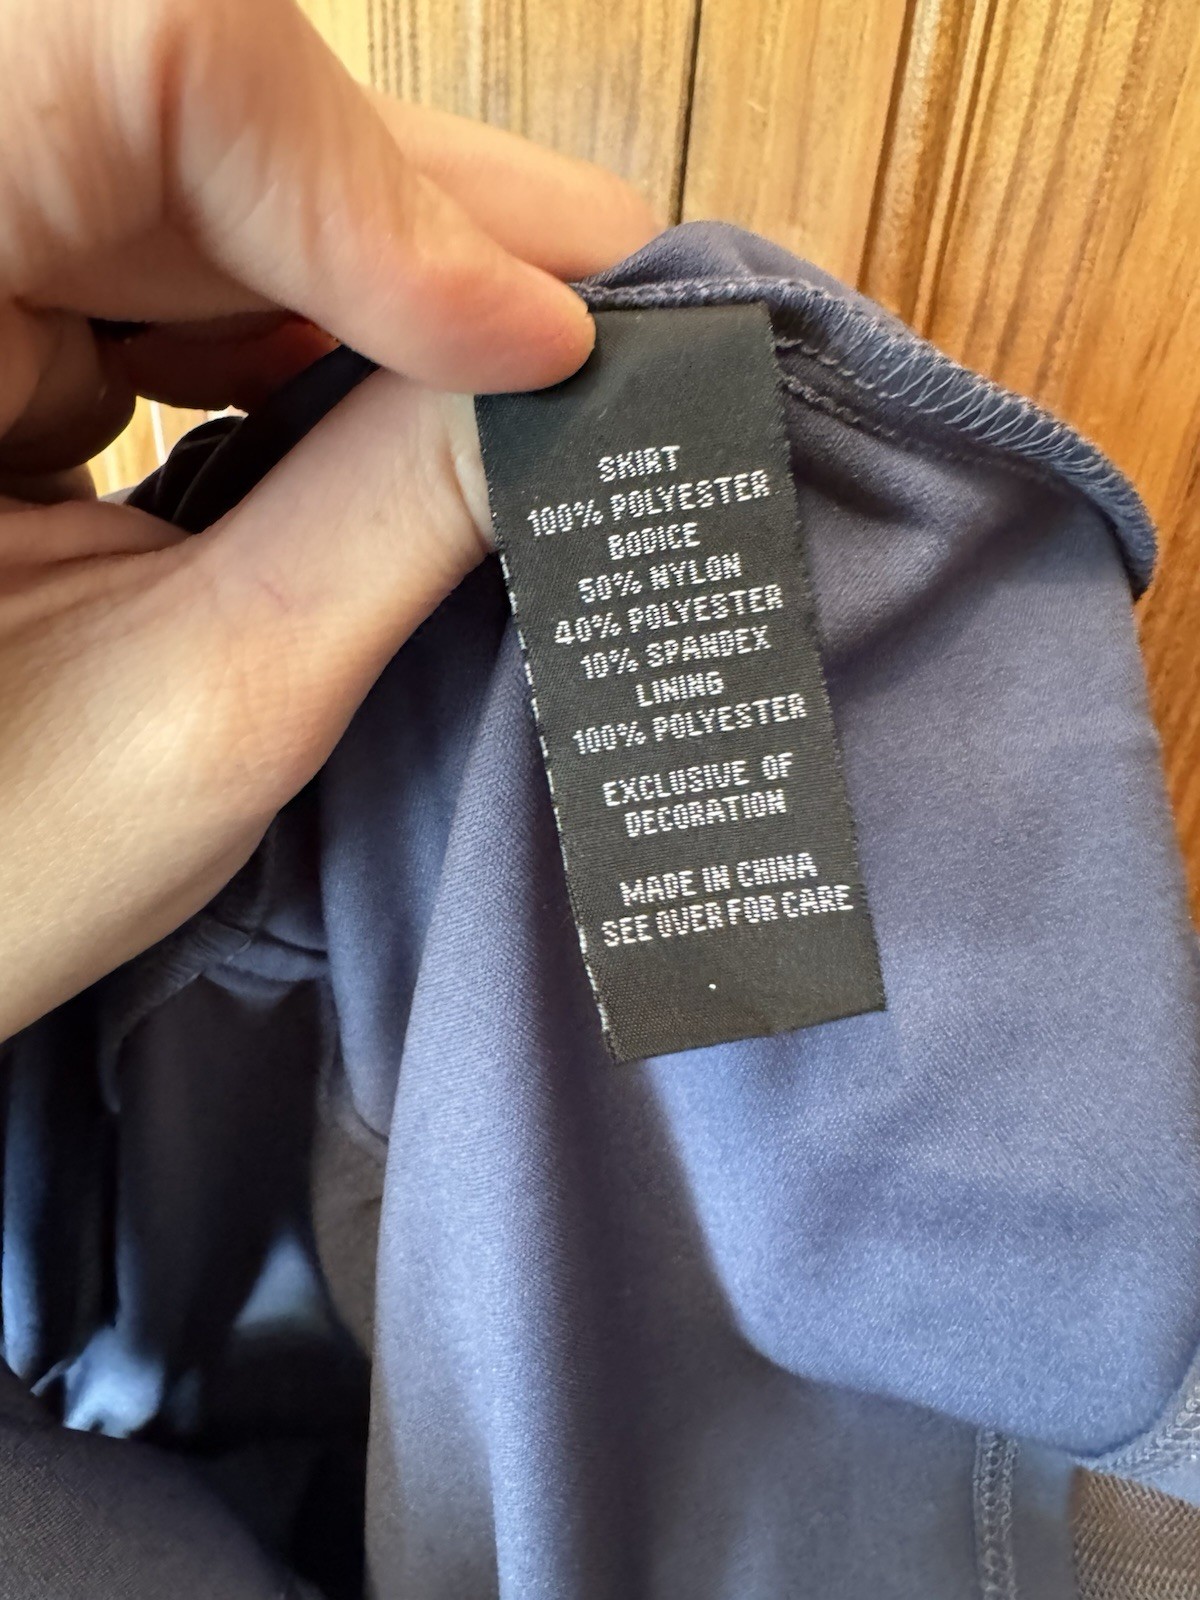 SKIRT
100% POLYESTER
BODICE
50% NYLON
40% POLYESTER
10% SPANDEX
LINING
100% POLYESTER
EXCLUSIVE OF
DECORATION
MADE IN CHINA
SEE OVER FOR CARE